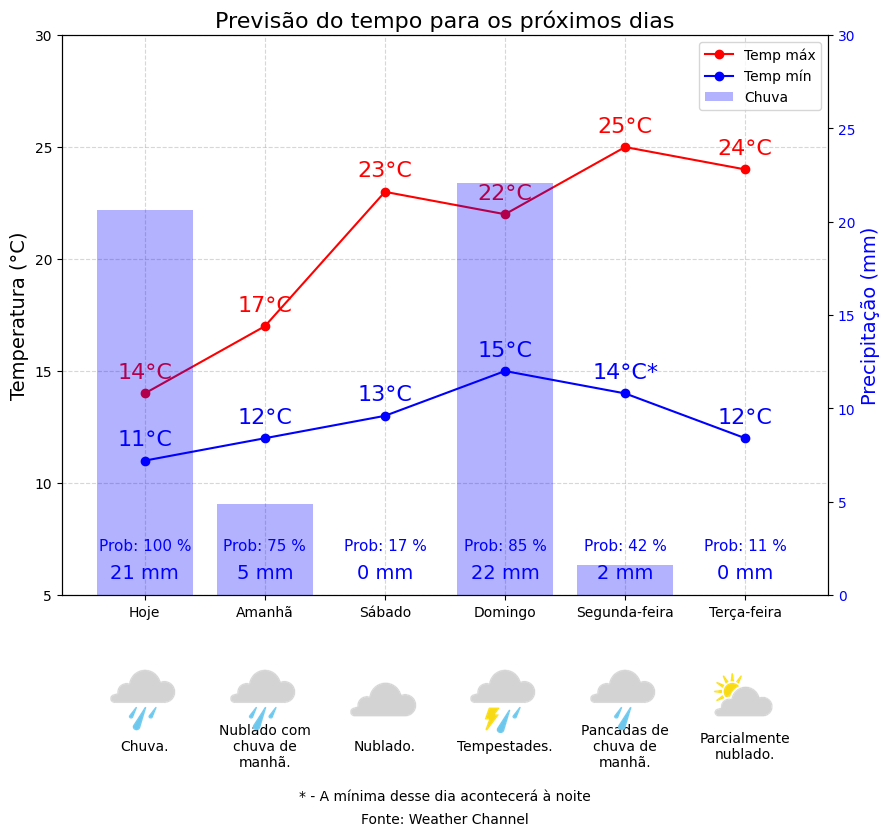 Previsão do tempo para os próximos dias
30
25
20
15
10
5
Temperatura (°C)
30
25
20
15
10
5
0
Precipitação (mm)
Temp máx
Temp mín
Chuva
14°C
17°C
23°C
22°C
25°C
24°C
11°C
12°C
13°C
15°C
14°C*
12°C
Prob: 100 %
Prob: 75 %
Prob: 17 %
Prob: 85 %
Prob: 42 %
Prob: 11 %
21 mm
5 mm
0 mm
22 mm
2 mm
0 mm
Hoje
Amanhã
Sábado
Domingo
Segunda-feira
Terça-feira
Chuva.
Nublado com
chuva de
manhã.
Nublado.
Tempestades.
Pancadas de
chuva de
manhã.
Parcialmente
nublado.
* - A mínima desse dia acontecerá à noite
Fonte: Weather Channel